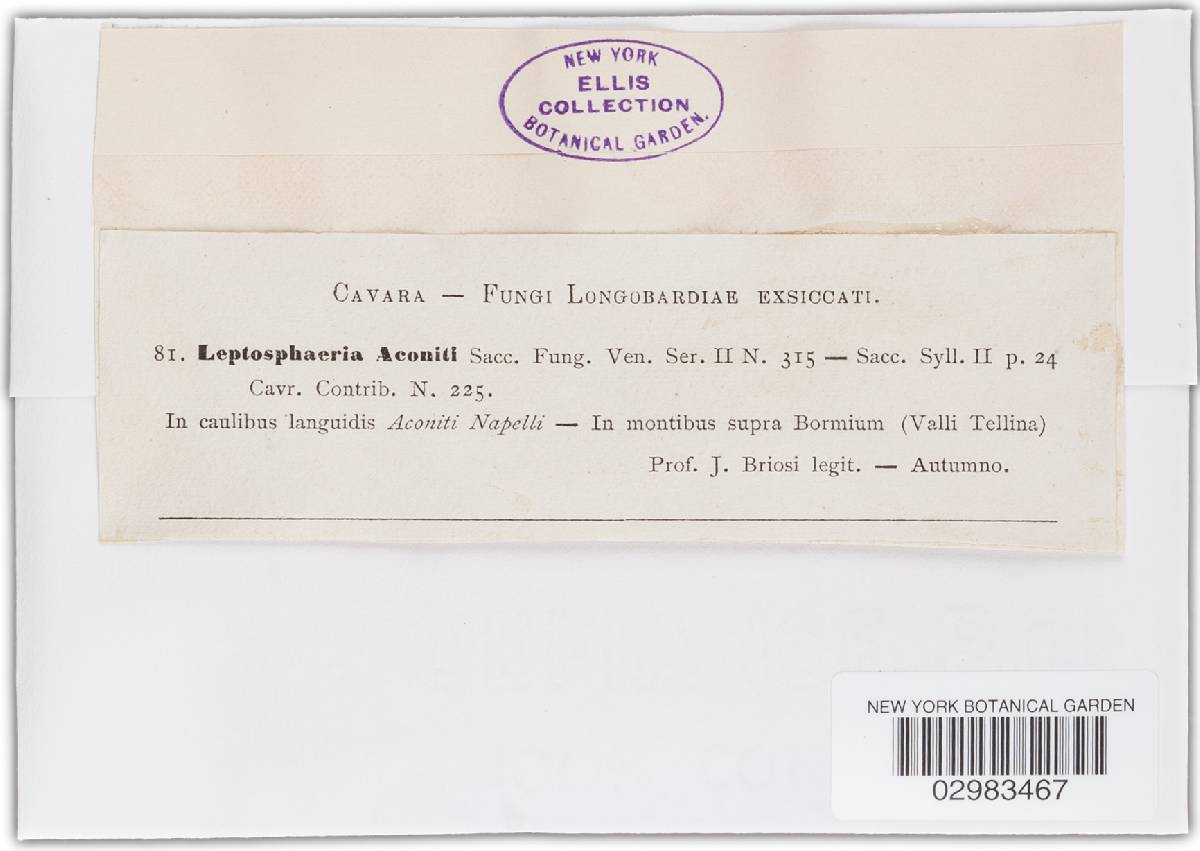 NEW YORK
ELLIS
COLLECTION
BOTANICAL GARDEN.
CAVARA — FUNGI LONGOBARDIAE EXSICCATI.
81. Leptosphaeria Aconiti Sacc. Fung. Ven. Ser. II N. 315 — Sacc. Syll. II p. 24
Cavr. Contrib. N. 225.
In caulibus languidis Aconiti Napelli — In montibus supra Bormium (Valli Tellina)
Prof. J. Briosi legit. — Autumno.
NEW YORK BOTANICAL GARDEN
02983467